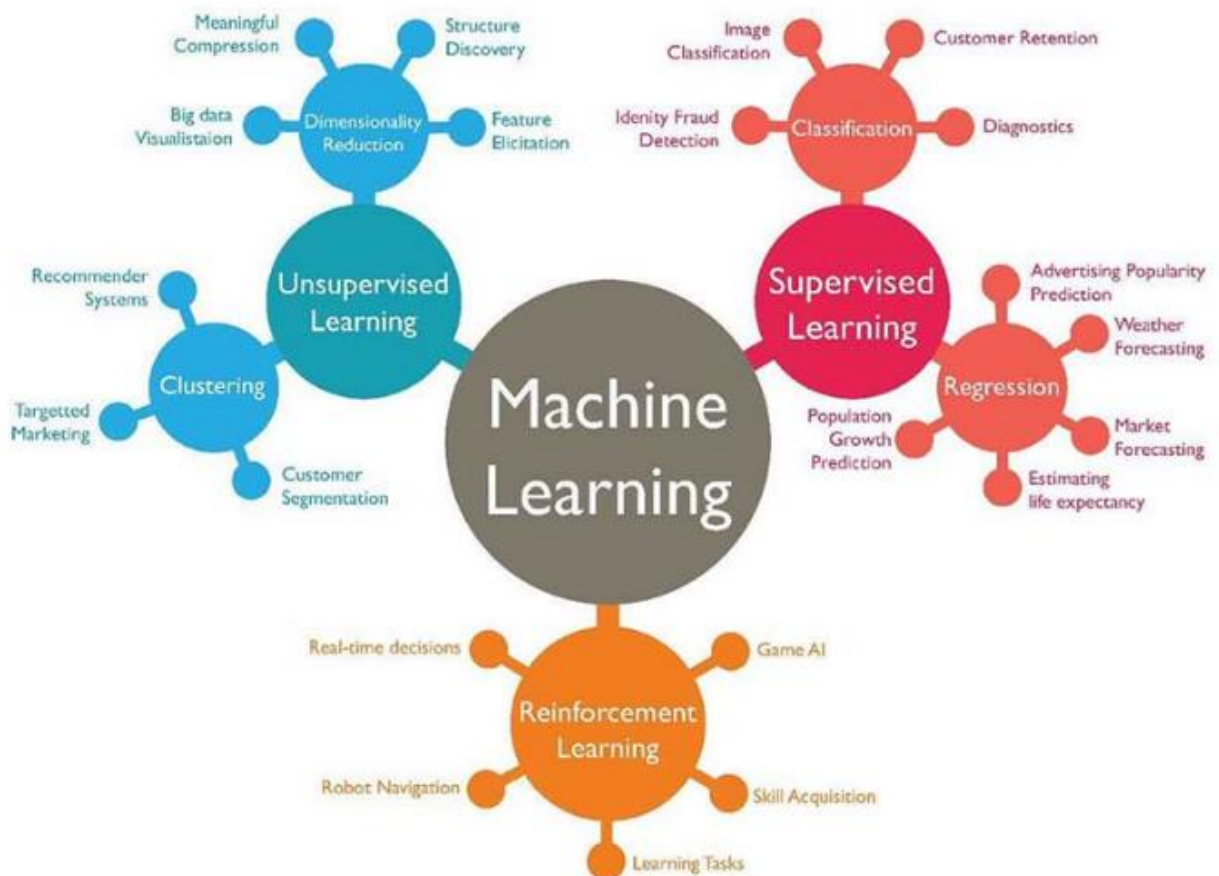 Meaningful
Compression
Structure
Discovery
Big data
Visualistaion
Dimensionality
Reduction
Feature
Elicitation
Image
Classification
Customer Retention
Idenity Fraud
Detection
Classification
Diagnostics
Recommender
Systems
Unsupervised
Learning
Clustering
Targetted
Marketing
Customer
Segmentation
Machine
Learning
Supervised
Learning
Advertising Popularity
Prediction
Weather
Forecasting
Regression
Population
Growth
Prediction
Market
Forecasting
Estimating
life expectancy
Real-time decisions
Game AI
Reinforcement
Learning
Robot Navigation
Skill Acquisition
Learning Tasks